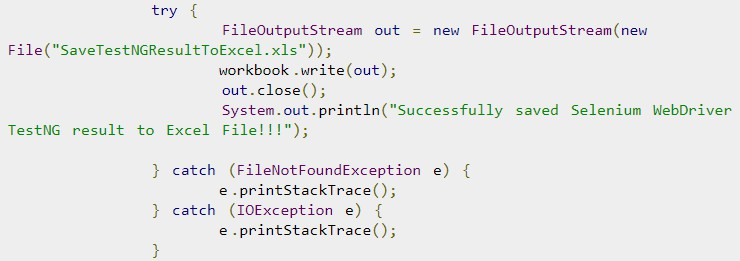 try {
FileOutputStream out = new FileOutputStream(new
File("SaveTestNGResultToExcel.xls"));
workbook.write(out);
out.close();
System.out.println("Successfully saved Selenium WebDriver
TestNG result to Excel File!!!");
} catch (FileNotFoundException e) {
e.printStackTrace();
} catch (IOException e) {
e.printStackTrace();
}